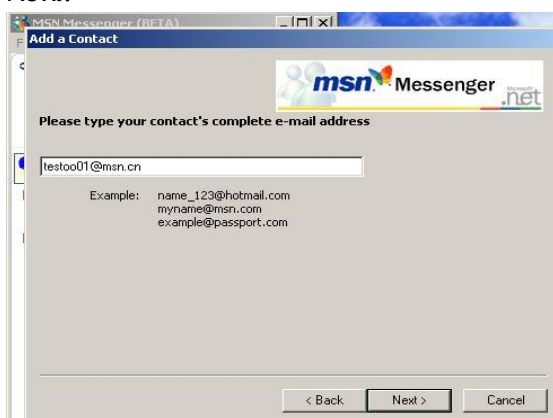 MSN Messenger (BETA)
Add a Contact
msn Messenger
.net
Please type your contact's complete e-mail address
testoo01@msn.cn
Example: name_123@hotmail.com
myname@msn.com
example@passport.com
< Back Next > Cancel